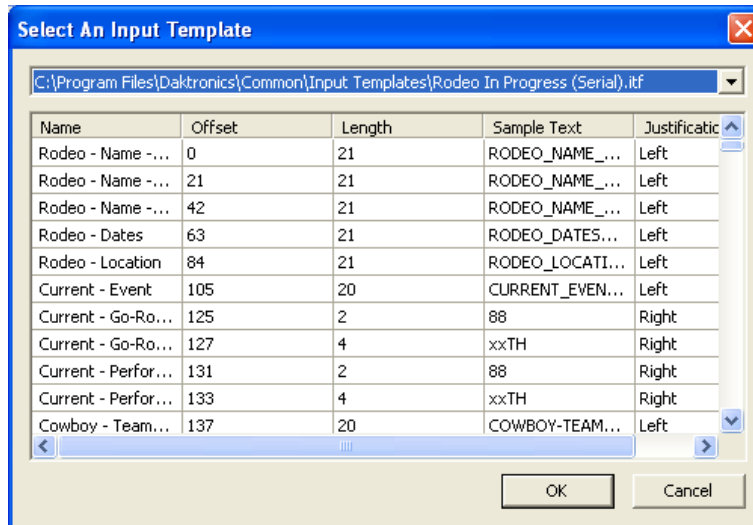 Select An Input Template
C:\Program Files\Daktronics\Common\Input Templates\Rodeo In Progress (Serial).itf
Name Offset Length Sample Text Justificatic
Rodeo - Name -... 0 21 RODEO_NAME_... Left
Rodeo - Name -... 21 21 RODEO_NAME_... Left
Rodeo - Name -... 42 21 RODEO_NAME_... Left
Rodeo - Dates 63 21 RODEO_DATES... Left
Rodeo - Location 84 21 RODEO_LOCATI... Left
Current - Event 105 20 CURRENT_EVEN... Left
Current - Go-Ro... 125 2 88 Right
Current - Go-Ro... 127 4 xxTH Right
Current - Perfor... 131 2 88 Right
Current - Perfor... 133 4 xxTH Right
Cowboy - Team... 137 20 COWBOY-TEAM... Left
OK Cancel